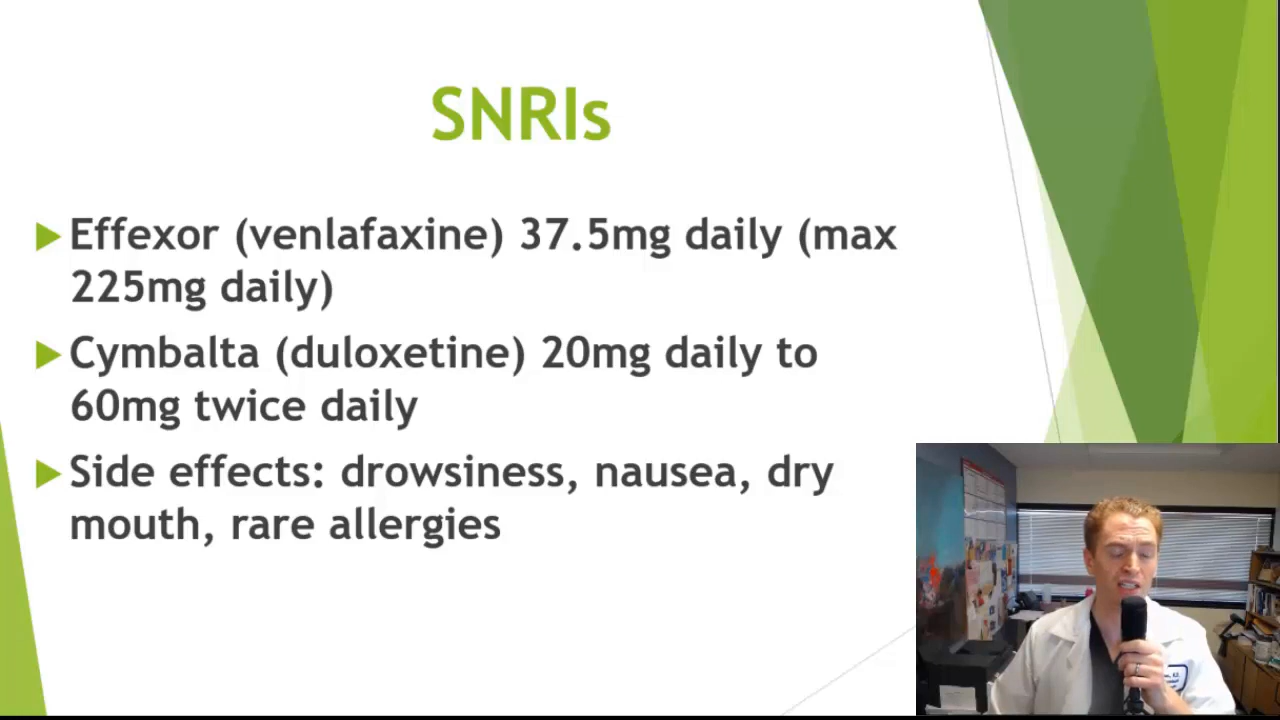 SNRIs
Effexor (venlafaxine) 37.5mg daily (max
225mg daily)
Cymbalta (duloxetine) 20mg daily to
60mg twice daily
Side effects: drowsiness, nausea, dry
mouth, rare allergies